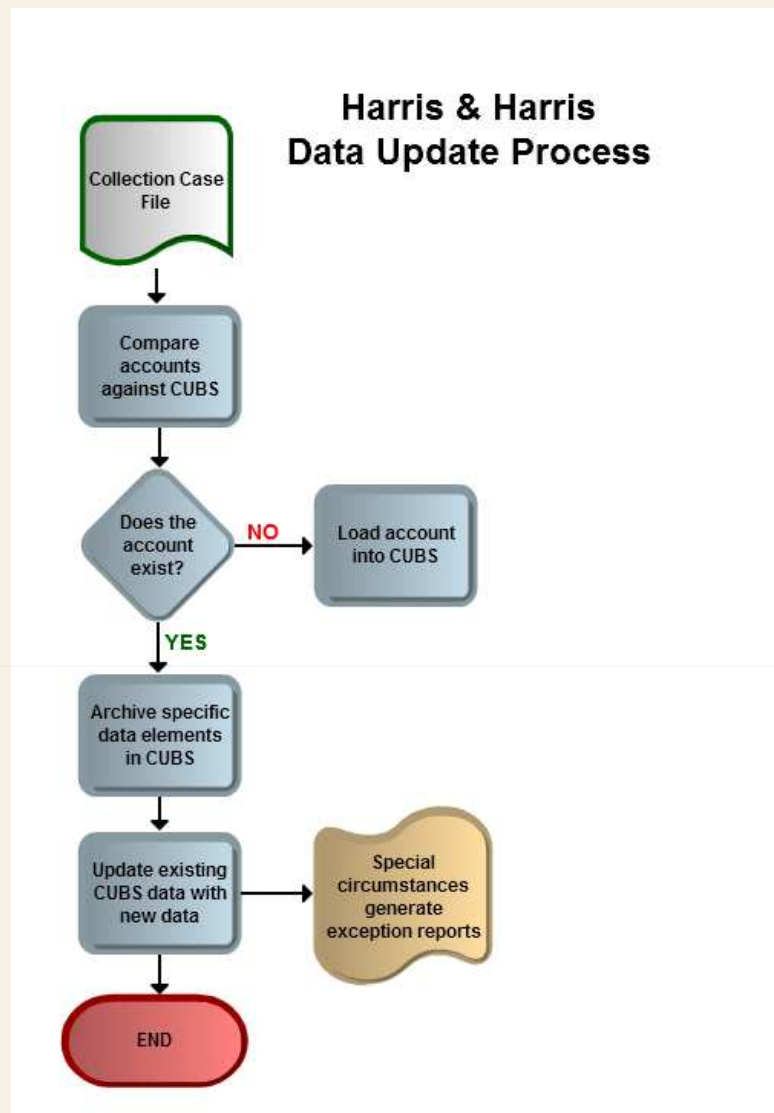 Harris & Harris
Data Update Process
Collection Case
File
Compare
accounts
against CUBS
Does the
account
exist?
NO
Load account
into CUBS
YES
Archive specific
data elements
in CUBS
Update existing
CUBS data with
new data
Special
circumstances
generate
exception reports
END